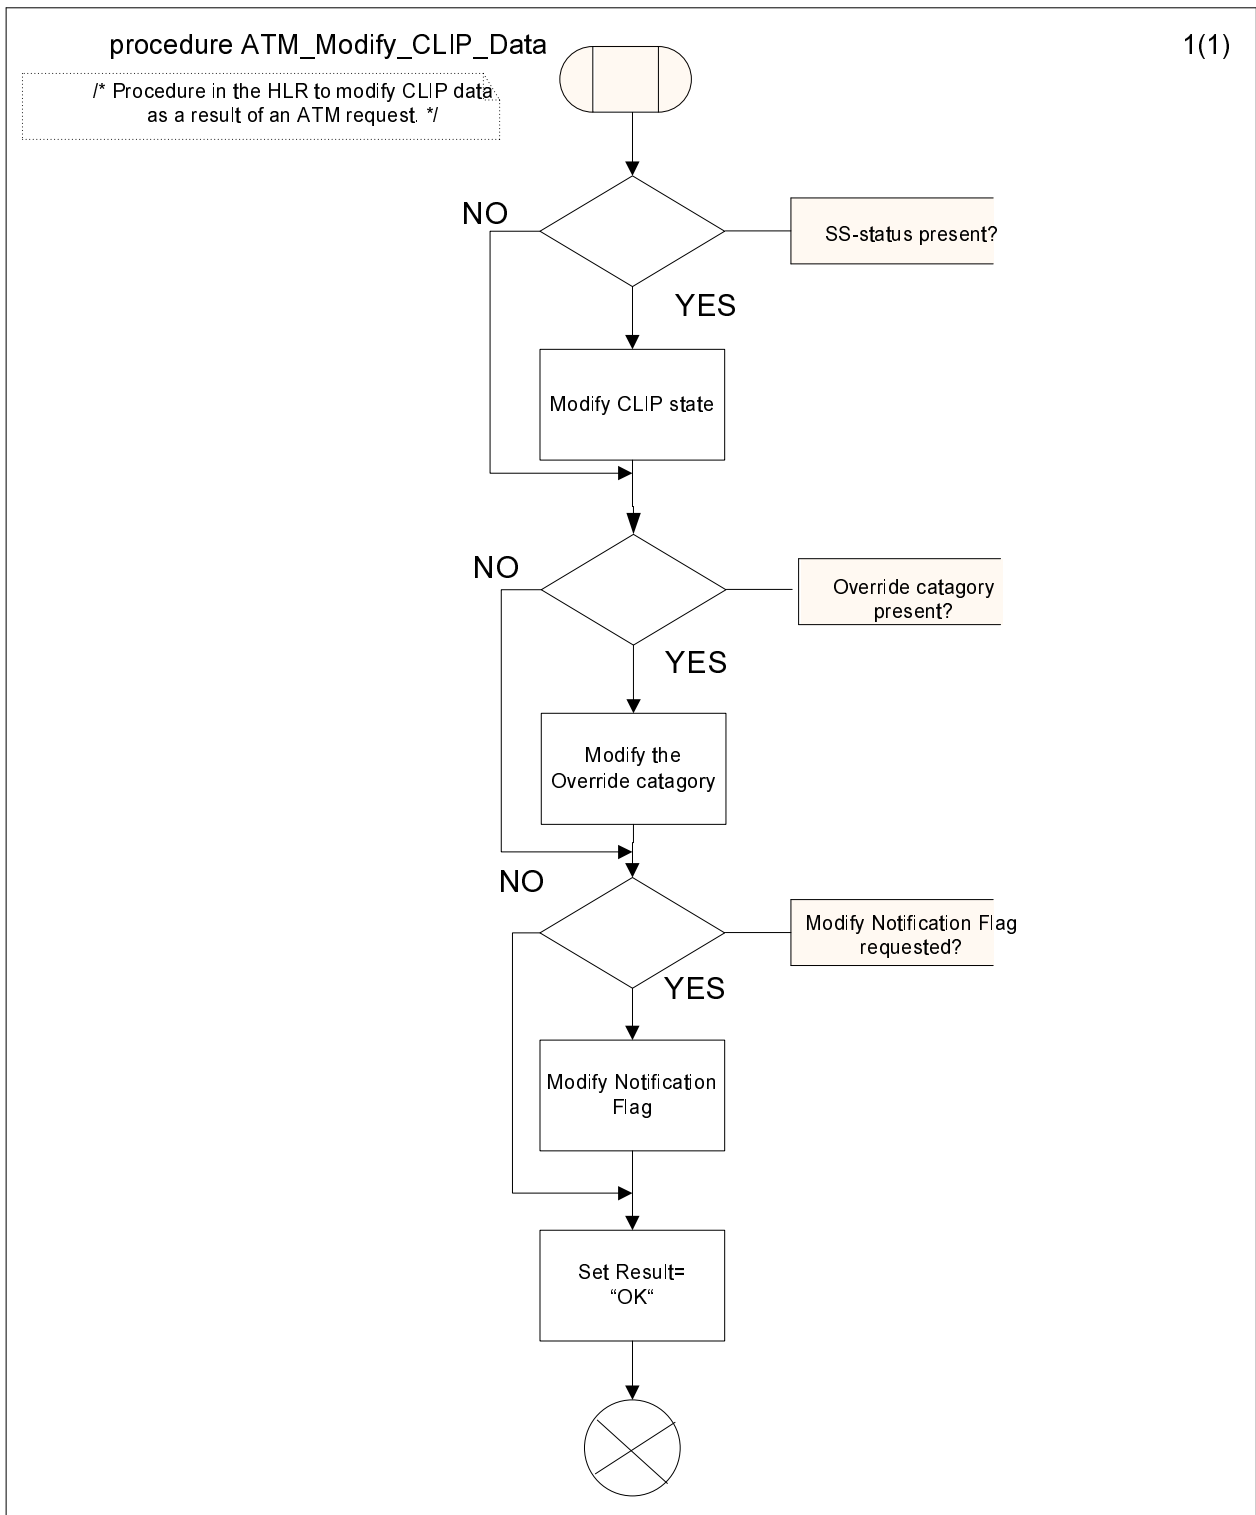 procedure ATM_Modify_CLIP_Data
1(1)
/* Procedure in the HLR to modify CLIP data
as a result of an ATM request. */
NO
SS-status present?
YES
Modify CLIP state
NO
Override catagory
present?
YES
Modify the
Override catagory
NO
Modify Notification Flag
requested?
YES
Modify Notification
Flag
Set Result=
“OK“